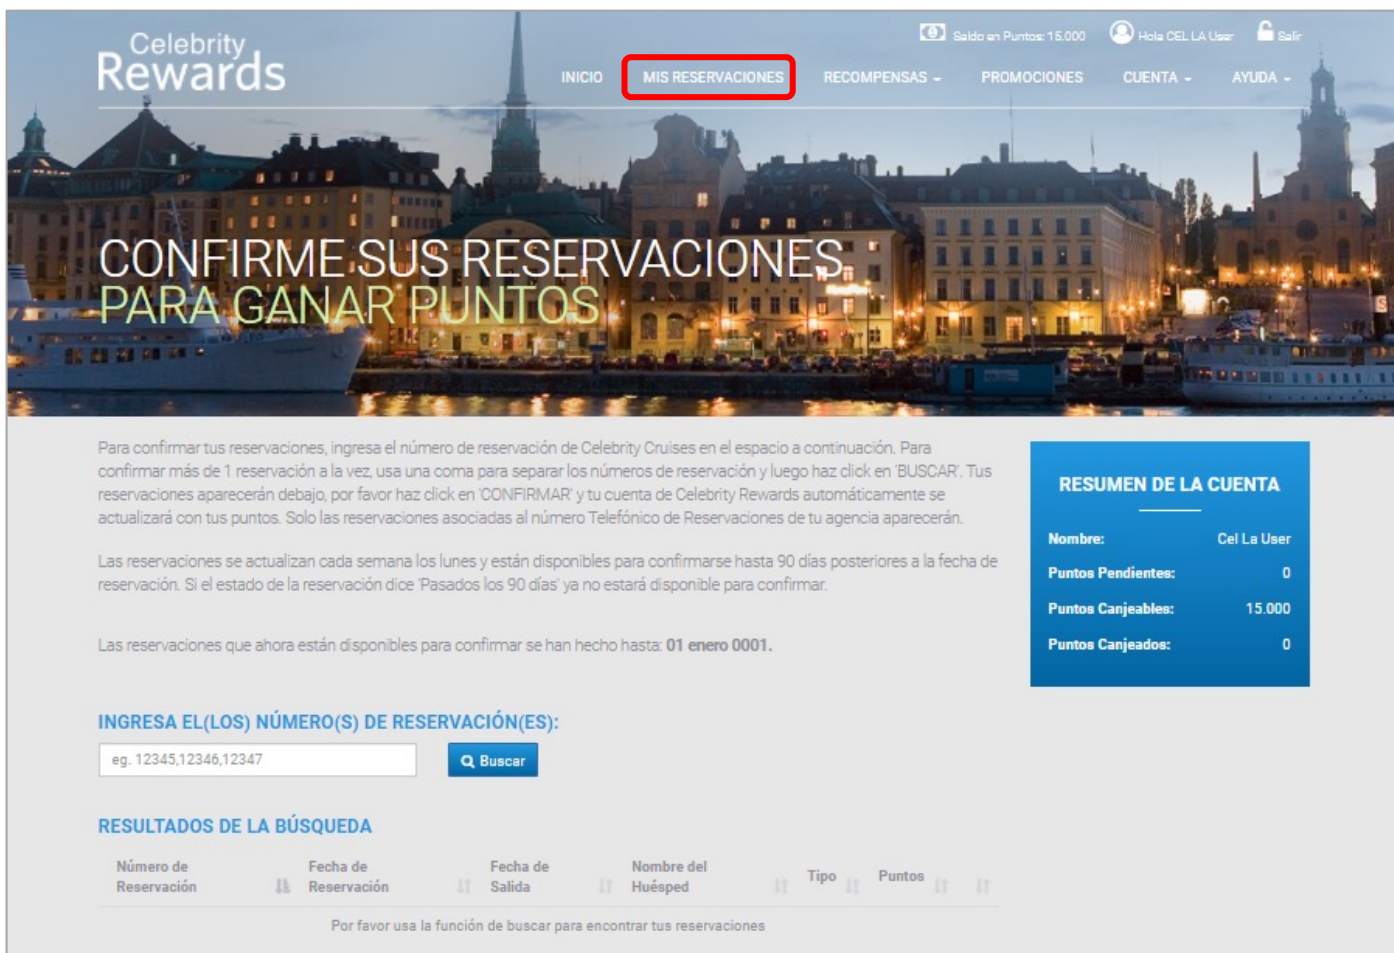 Celebrity
Rewards
Saldo en Puntos: 15.000
Hola CEL LA User
Salir
INICIO
MIS RESERVACIONES
RECOMPENSAS
PROMOCIONES
CUENTA
AYUDA
CONFIRME SUS RESERVACIONES
PARA GANAR PUNTOS
Para confirmar tus reservaciones, ingresa el número de reservación de Celebrity Cruises en el espacio a continuación. Para
confirmar más de 1 reservación a la vez, usa una coma para separar los números de reservación y luego haz click en 'BUSCAR'. Tus
reservaciones aparecerán debajo, por favor haz click en 'CONFIRMAR' y tu cuenta de Celebrity Rewards automáticamente se
actualizará con tus puntos. Solo las reservaciones asociadas al número Telefónico de Reservaciones de tu agencia aparecerán.
Las reservaciones se actualizan cada semana los lunes y están disponibles para confirmarse hasta 90 días posteriores a la fecha de
reservación. Si el estado de la reservación dice 'Pasados los 90 días' ya no estará disponible para confirmar.
Las reservaciones que ahora están disponibles para confirmar se han hecho hasta: 01 enero 0001.
RESUMEN DE LA CUENTA
Nombre: Cel La User
Puntos Pendientes: 0
Puntos Canjeables: 15.000
Puntos Canjeados: 0
INGRESA EL(LOS) NÚMERO(S) DE RESERVACIÓN(ES):
eg. 12345,12346,12347
Buscar
RESULTADOS DE LA BÚSQUEDA
Número de
Reservación
Fecha de
Reservación
Fecha de
Salida
Nombre del
Huésped
Tipo
Puntos
Por favor usa la función de buscar para encontrar tus reservaciones